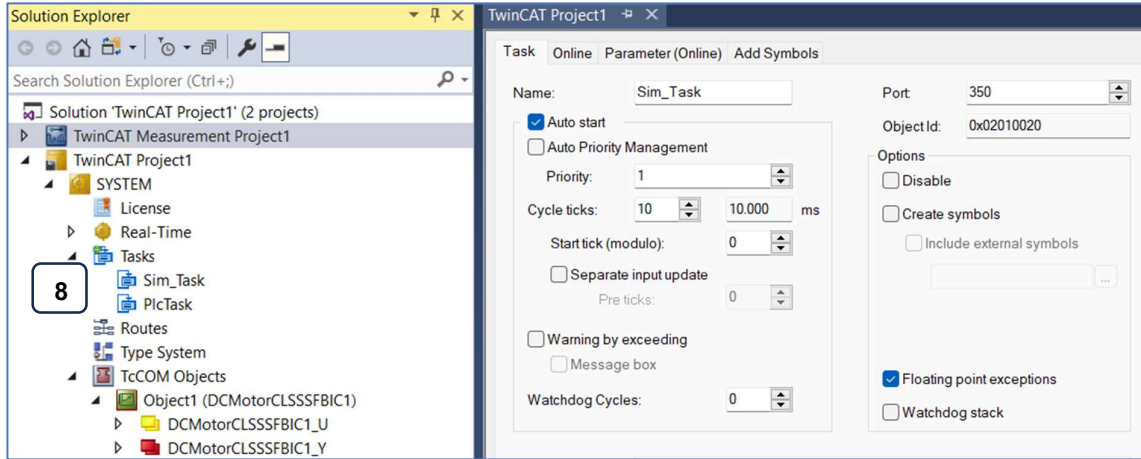 Solution Explorer
Search Solution Explorer (Ctrl+;)
Solution 'TwinCAT Project1' (2 projects)
TwinCAT Measurement Project1
TwinCAT Project1
SYSTEM
License
Real-Time
Tasks
8
Sim_Task
PlcTask
Routes
Type System
TcCOM Objects
Object1 (DCMotorCLSSSFBIC1)
DCMotorCLSSSFBIC1_U
DCMotorCLSSSFBIC1_Y
TwinCAT Project1
Task Online Parameter (Online) Add Symbols
Name: Sim_Task
Auto start
Auto Priority Management
Priority: 1
Cycle ticks: 10 10.000 ms
Start tick (modulo): 0
Separate input update
Pre ticks: 0
Warning by exceeding
Message box
Watchdog Cycles: 0
Port: 350
Object Id: 0x02010020
Options
Disable
Create symbols
Include external symbols
...
Floating point exceptions
Watchdog stack